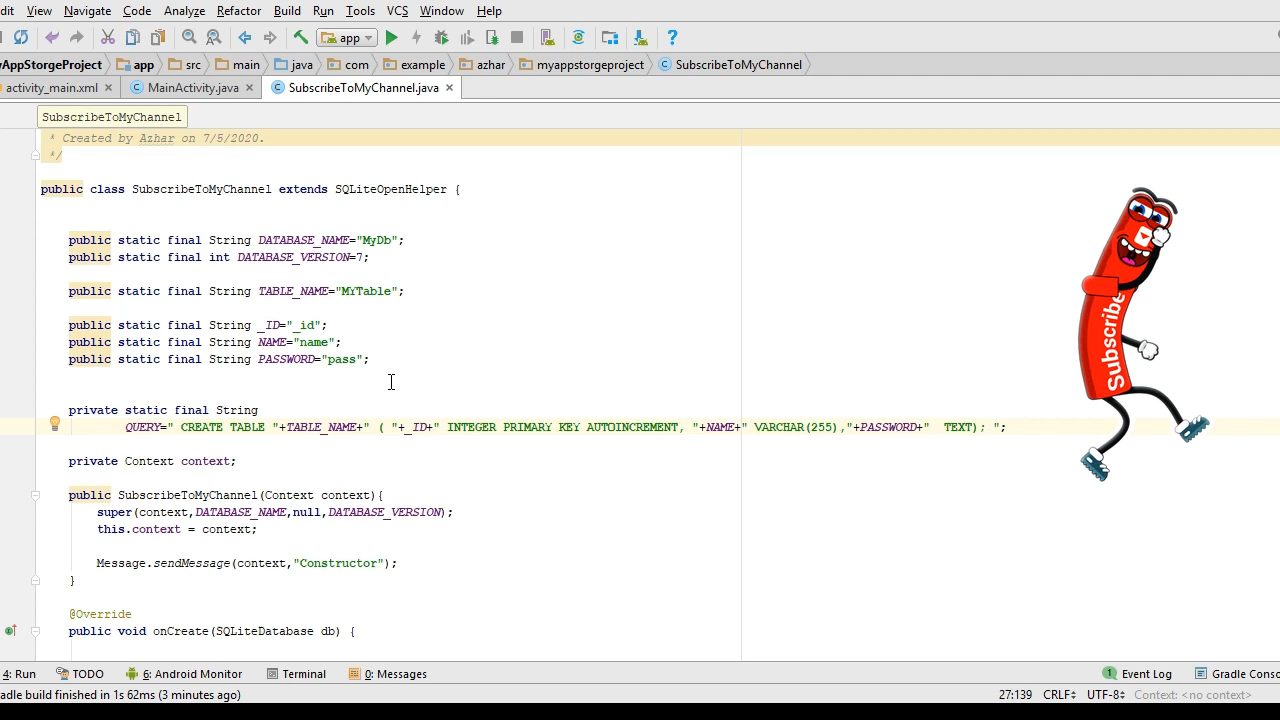 dit View Navigate Code Analyze Refactor Build Run Tools VCS Window Help
app
yAppStorgeProject app src main java com example azhar myappstorgeproject SubscribeToMyChannel
activity_main.xml MainActivity.java SubscribeToMyChannel.java
SubscribeToMyChannel
* Created by Azhar on 7/5/2020.
*/
public class SubscribeToMyChannel extends SQLiteOpenHelper {
public static final String DATABASE_NAME="MyDb";
public static final int DATABASE_VERSION=7;
public static final String TABLE_NAME="MYTable";
public static final String _ID="_id";
public static final String NAME="name";
public static final String PASSWORD="pass";
private static final String
QUERY=" CREATE TABLE "+TABLE_NAME+" ( "+_ID+" INTEGER PRIMARY KEY AUTOINCREMENT, "+NAME+" VARCHAR(255),"+PASSWORD+"  TEXT); ";
private Context context;
public SubscribeToMyChannel(Context context){
super(context,DATABASE_NAME,null,DATABASE_VERSION);
this.context = context;
Message.sendMessage(context,"Constructor");
}
@Override
public void onCreate(SQLiteDatabase db) {
Subscribe
4: Run TODO 6: Android Monitor Terminal 0: Messages 1 Event Log Gradle Conso
adle build finished in 1s 62ms (3 minutes ago) 27:139 CRLF UTF-8 Context: <no context>